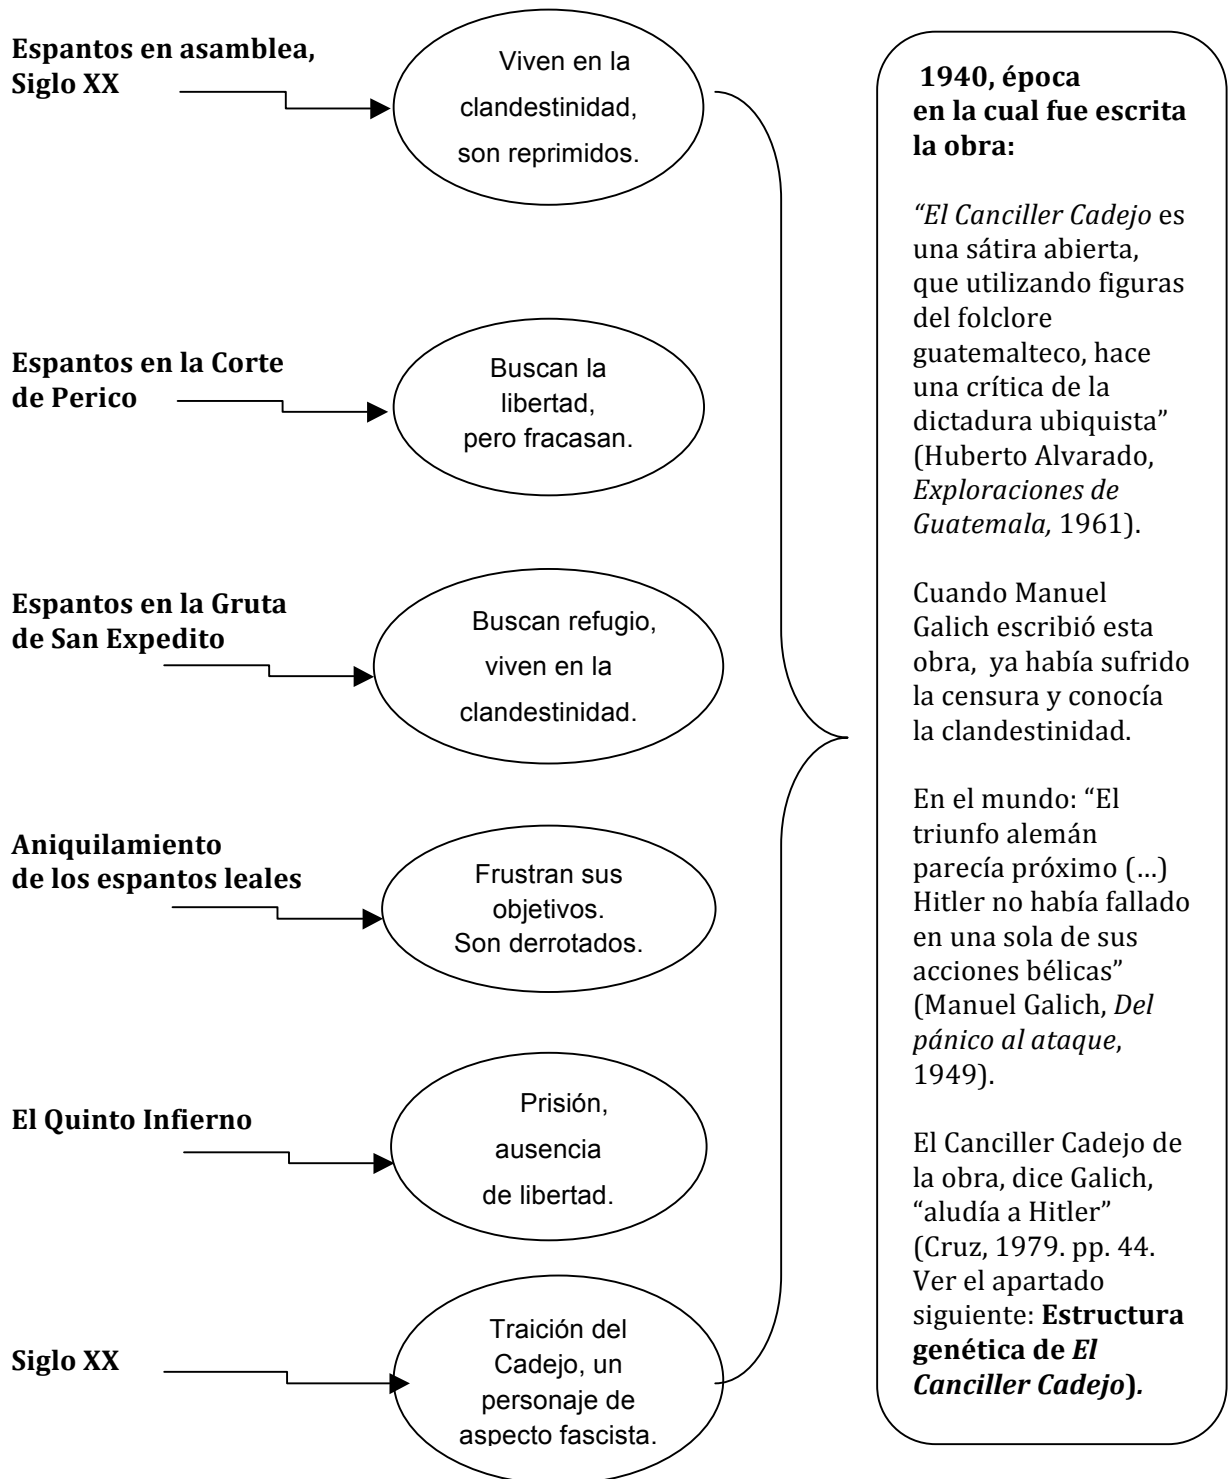 Espantos en asamblea,
Siglo XX
Viven en la
clandestinidad,
son reprimidos.
Espantos en la Corte
de Perico
Buscan la
libertad,
pero fracasan.
Espantos en la Gruta
de San Expedito
Buscan refugio,
viven en la
clandestinidad.
Aniquilamiento
de los espantos leales
Frustran sus
objetivos.
Son derrotados.
El Quinto Infierno
Prisión,
ausencia
de libertad.
Siglo XX
Traición del
Cadejo, un
personaje de
aspecto fascista.
1940, época
en la cual fue escrita
la obra:
“El Canciller Cadejo es
una sátira abierta,
que utilizando figuras
del folclore
guatemalteco, hace
una crítica de la
dictadura ubiquista”
(Huberto Alvarado,
Exploraciones de
Guatemala, 1961).
Cuando Manuel
Galich escribió esta
obra, ya había sufrido
la censura y conocía
la clandestinidad.
En el mundo: “El
triunfo alemán
parecía próximo (…)
Hitler no había fallado
en una sola de sus
acciones bélicas”
(Manuel Galich, Del
pánico al ataque,
1949).
El Canciller Cadejo de
la obra, dice Galich,
“aludía a Hitler”
(Cruz, 1979. pp. 44.
Ver el apartado
siguiente: Estructura
genética de El
Canciller Cadejo).